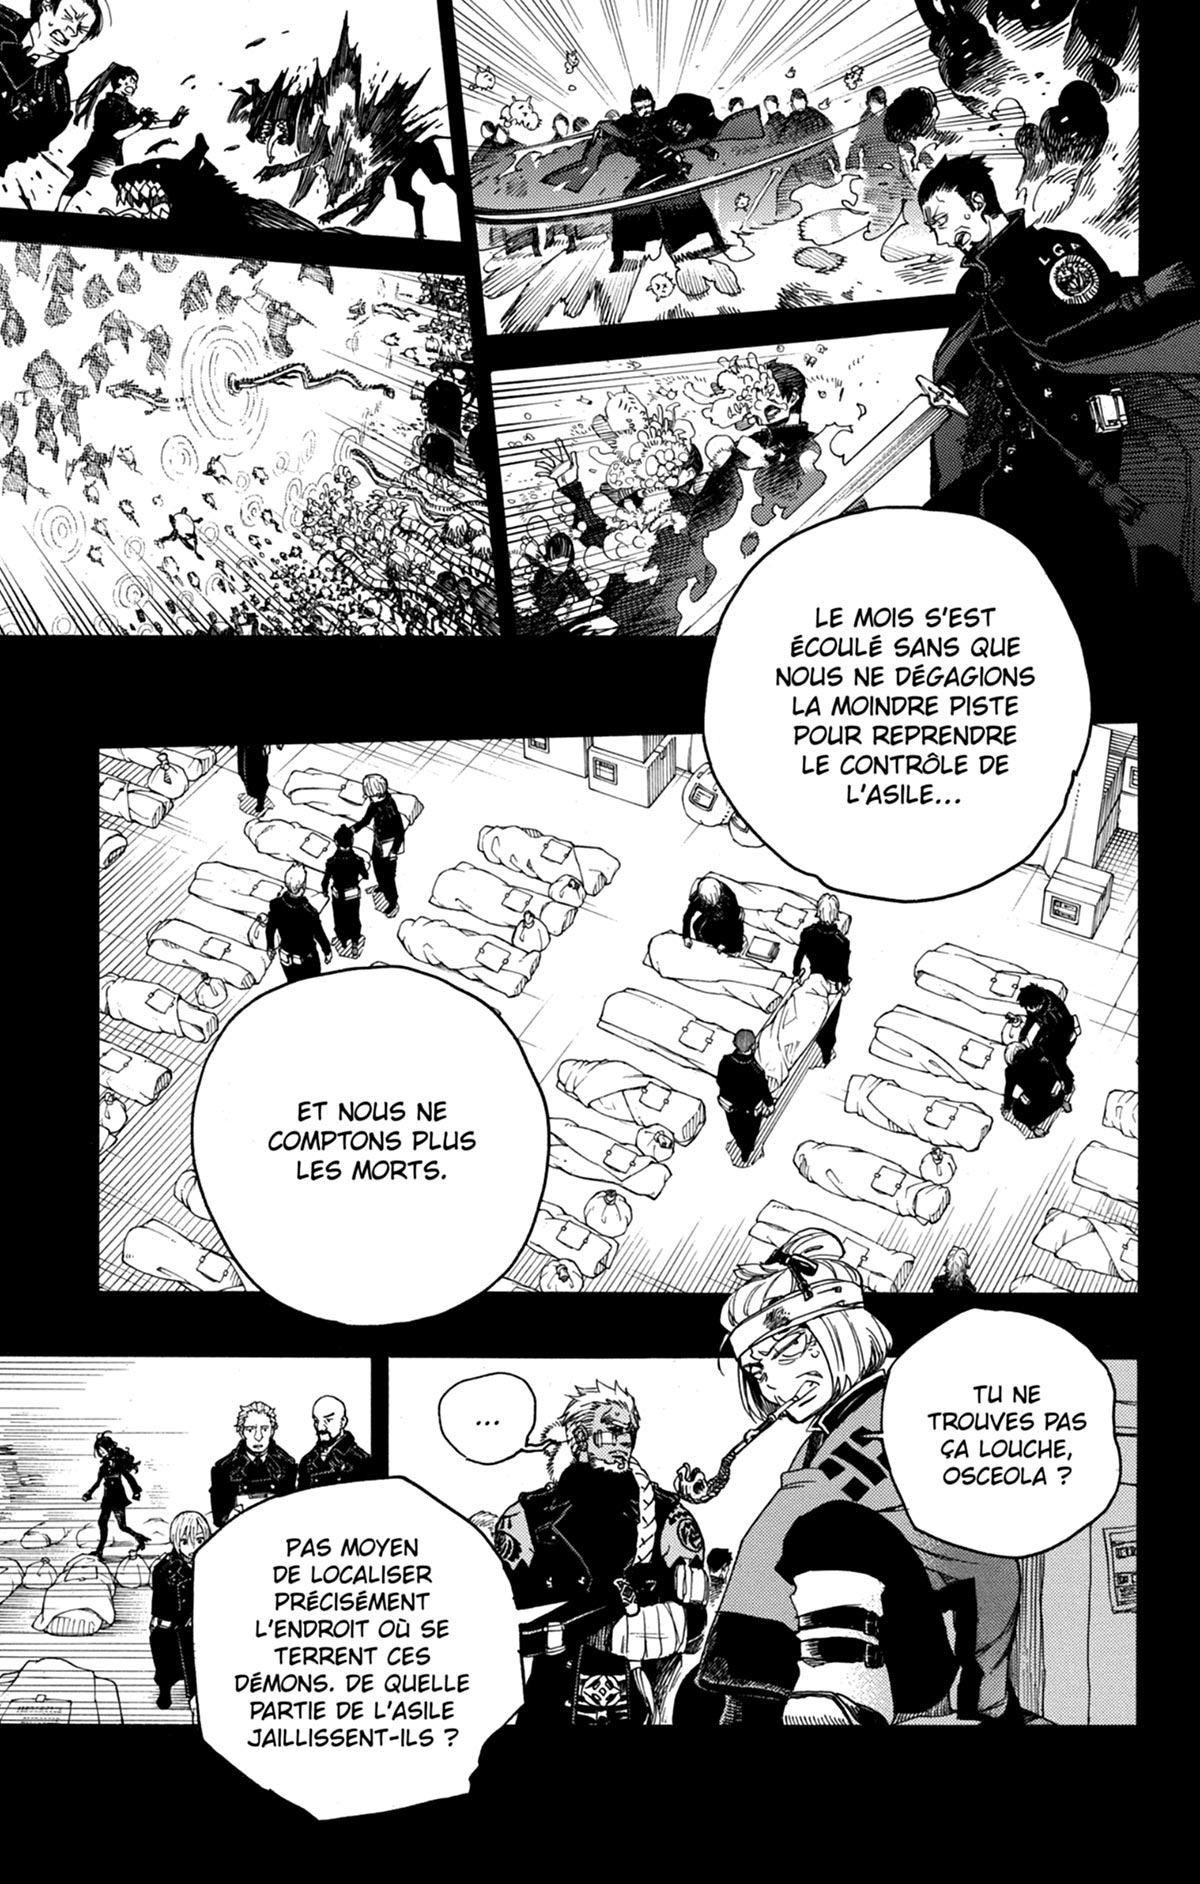 LGA
LE MOIS S'EST
ÉCOULÉ SANS QUE
NOUS NE DÉGAGIONS
LA MOINDRE PISTE
POUR REPRENDRE
LE CONTRÔLE DE
L'ASILE...
ET NOUS NE
COMPTONS PLUS
LES MORTS.
TU NE
TROUVES PAS
ÇA LOUCHE,
OSCEOLA ?
...
PAS MOYEN
DE LOCALISER
PRÉCISÉMENT
L'ENDROIT OÙ SE
TERRENT CES
DÉMONS. DE QUELLE
PARTIE DE L'ASILE
JAILLISSENT-ILS ?